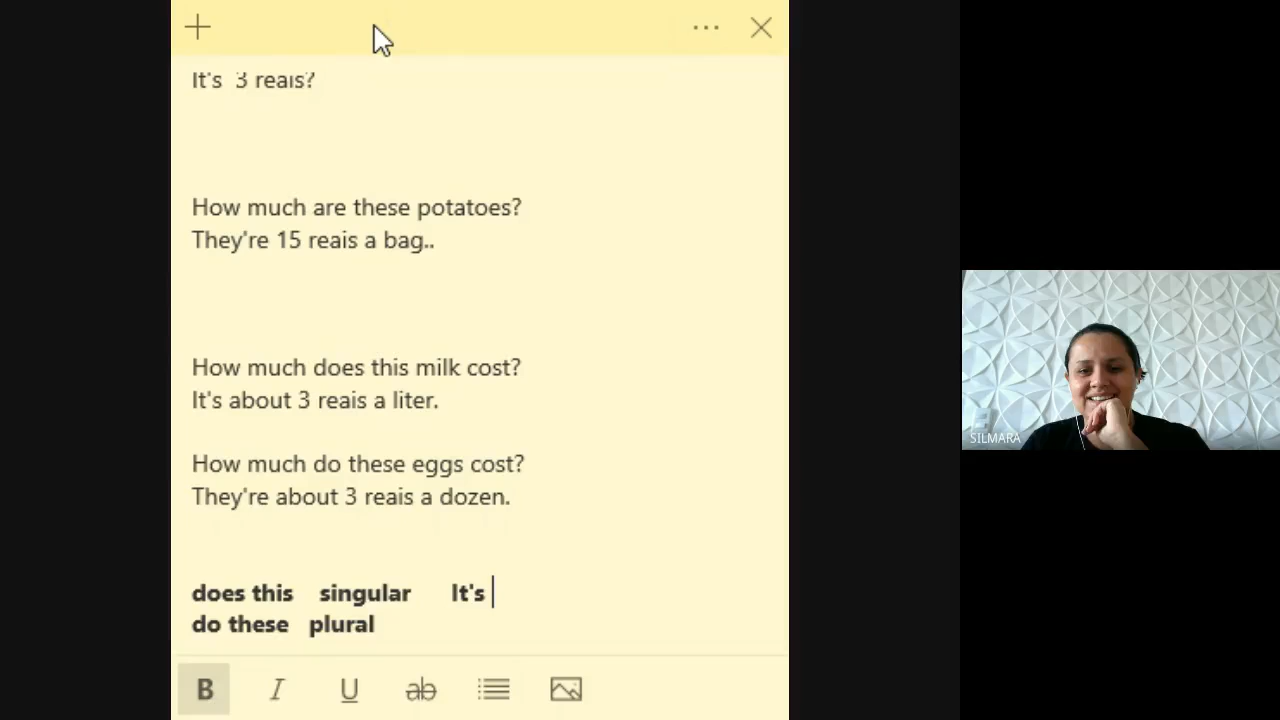 It's 3 reais?
How much are these potatoes?
They're 15 reais a bag..
How much does this milk cost?
It's about 3 reais a liter.
How much do these eggs cost?
They're about 3 reais a dozen.
does this singular It's
do these plural
B I U ab
SILMARA